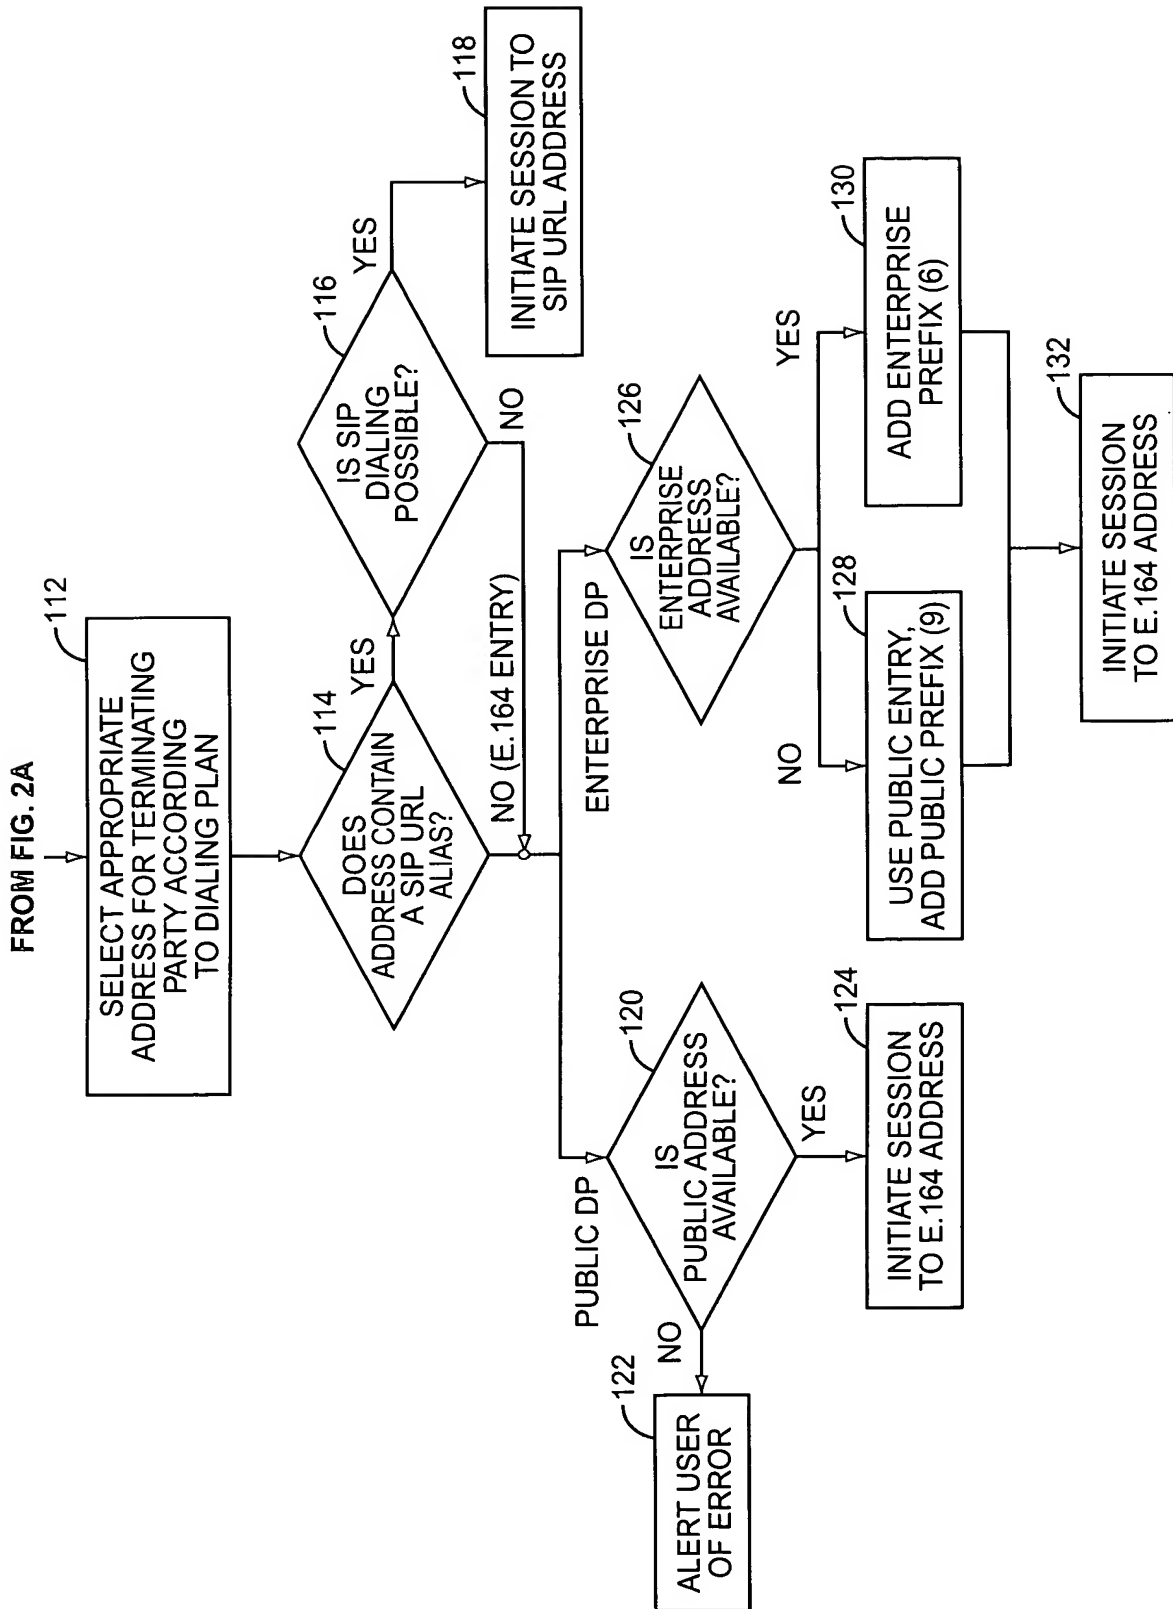 FROM FIG. 2A
112
SELECT APPROPRIATE
ADDRESS FOR TERMINATING
PARTY ACCORDING
TO DIALING PLAN
114
DOES
ADDRESS CONTAIN
A SIP URL
ALIAS?
YES
116
IS SIP
DIALING
POSSIBLE?
YES
118
INITIATE SESSION TO
SIP URL ADDRESS
NO
NO (E.164 ENTRY)
PUBLIC DP
ENTERPRISE DP
120
IS
PUBLIC ADDRESS
AVAILABLE?
NO
122
ALERT USER
OF ERROR
YES
124
INITIATE SESSION
TO E.164 ADDRESS
126
IS
ENTERPRISE
ADDRESS
AVAILABLE?
NO
YES
128
USE PUBLIC ENTRY,
ADD PUBLIC PREFIX (9)
130
ADD ENTERPRISE
PREFIX (6)
132
INITIATE SESSION
TO E.164 ADDRESS